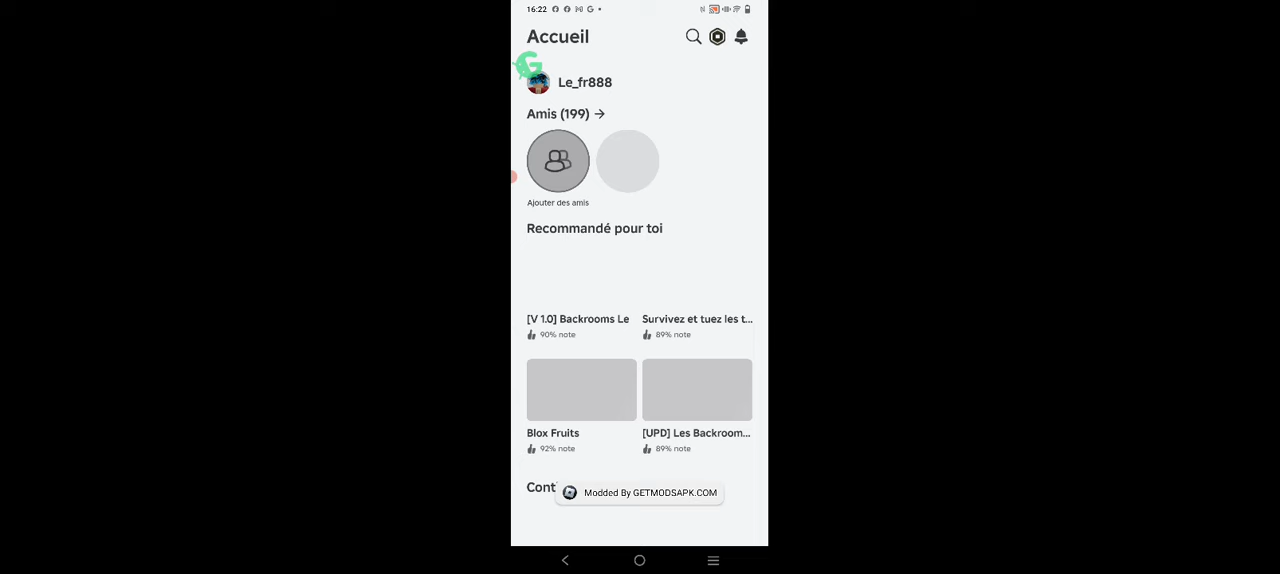 16:22
Accueil
G
Le_fr888
Amis (199) →
Ajouter des amis
Recommandé pour toi
[V 1.0] Backrooms Le
Survivez et tuez les t...
90% note
89% note
Blox Fruits
[UPD] Les Backroom...
92% note
89% note
Cont
Modded By GETMODSAPK.COM